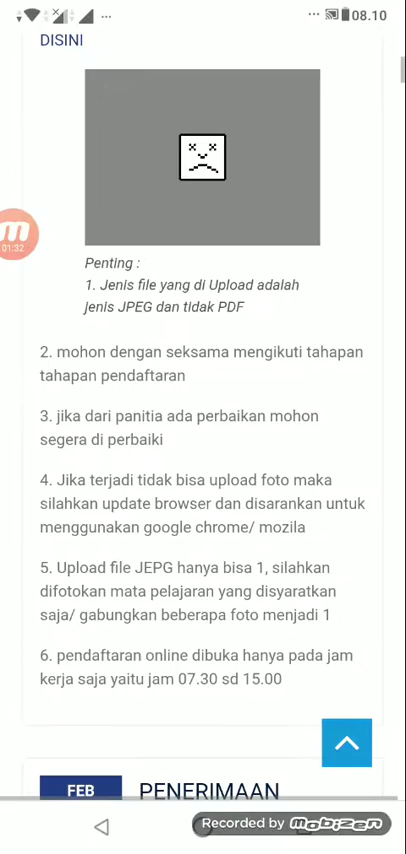 08.10
DISINI
01:32
Penting :
1. Jenis file yang di Upload adalah
jenis JPEG dan tidak PDF
2. mohon dengan seksama mengikuti tahapan
tahapan pendaftaran
3. jika dari panitia ada perbaikan mohon
segera di perbaiki
4. Jika terjadi tidak bisa upload foto maka
silahkan update browser dan disarankan untuk
menggunakan google chrome/ mozila
5. Upload file JEPG hanya bisa 1, silahkan
difotokan mata pelajaran yang disyaratkan
saja/ gabungkan beberapa foto menjadi 1
6. pendaftaran online dibuka hanya pada jam
kerja saja yaitu jam 07.30 sd 15.00
FEB PENERIMAAN
Recorded by mobizen